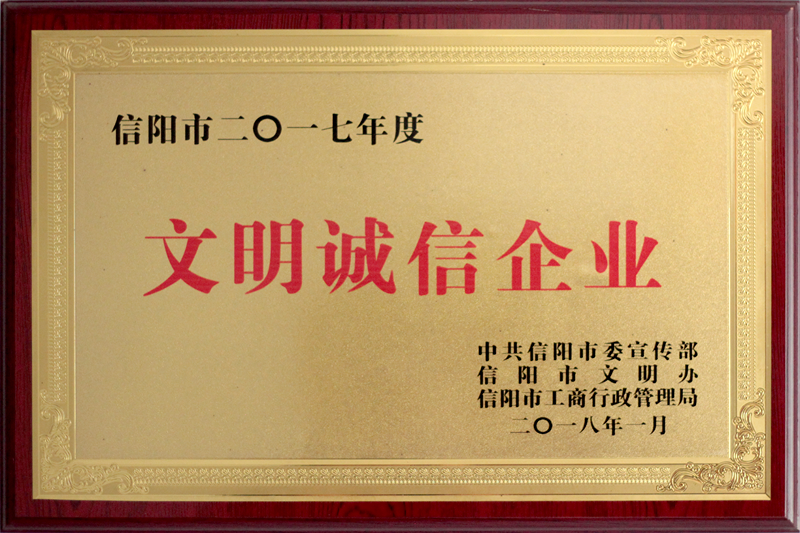 信阳市二〇一七年度
文明诚信企业
中共信阳市委宣传部
信阳市文明办
信阳市工商行政管理局
二〇一八年一月